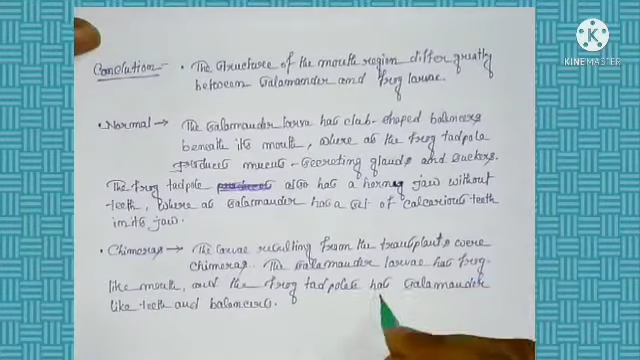 KINEMASTER
Conclution - • The structure of the mouth region differ greatly
between Salamander and frog larvae.
• Normal → The Salamander larva has club-shaped balancers
beneath its mouth, where as the frog tadpole
produces mucus-secreting glands and suckers.
The frog tadpole also has a horny jaw without
teeth, where as Salamander has a set of calcarious teeth
in its jaw.
• Chimeras → The larvae resulting from the transplants were
chimeras. The Salamander larvae has frog-
like mouth, and the frog tadpoles has Salamander
like teeth and balancers.